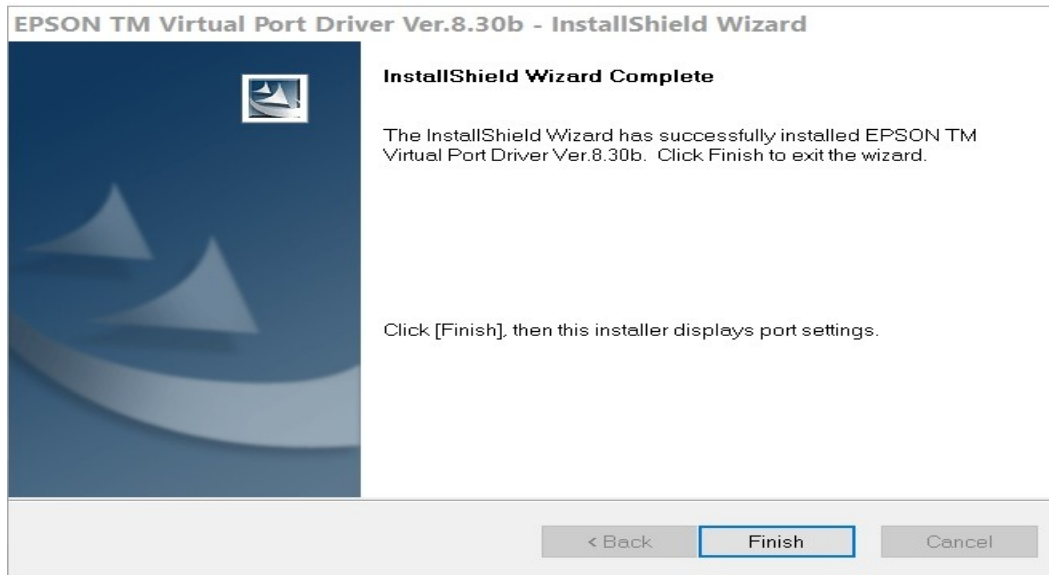 EPSON TM Virtual Port Driver Ver.8.30b - InstallShield Wizard
InstallShield Wizard Complete
The InstallShield Wizard has successfully installed EPSON TM
Virtual Port Driver Ver.8.30b.  Click Finish to exit the wizard.
Click [Finish], then this installer displays port settings.
< Back
Finish
Cancel